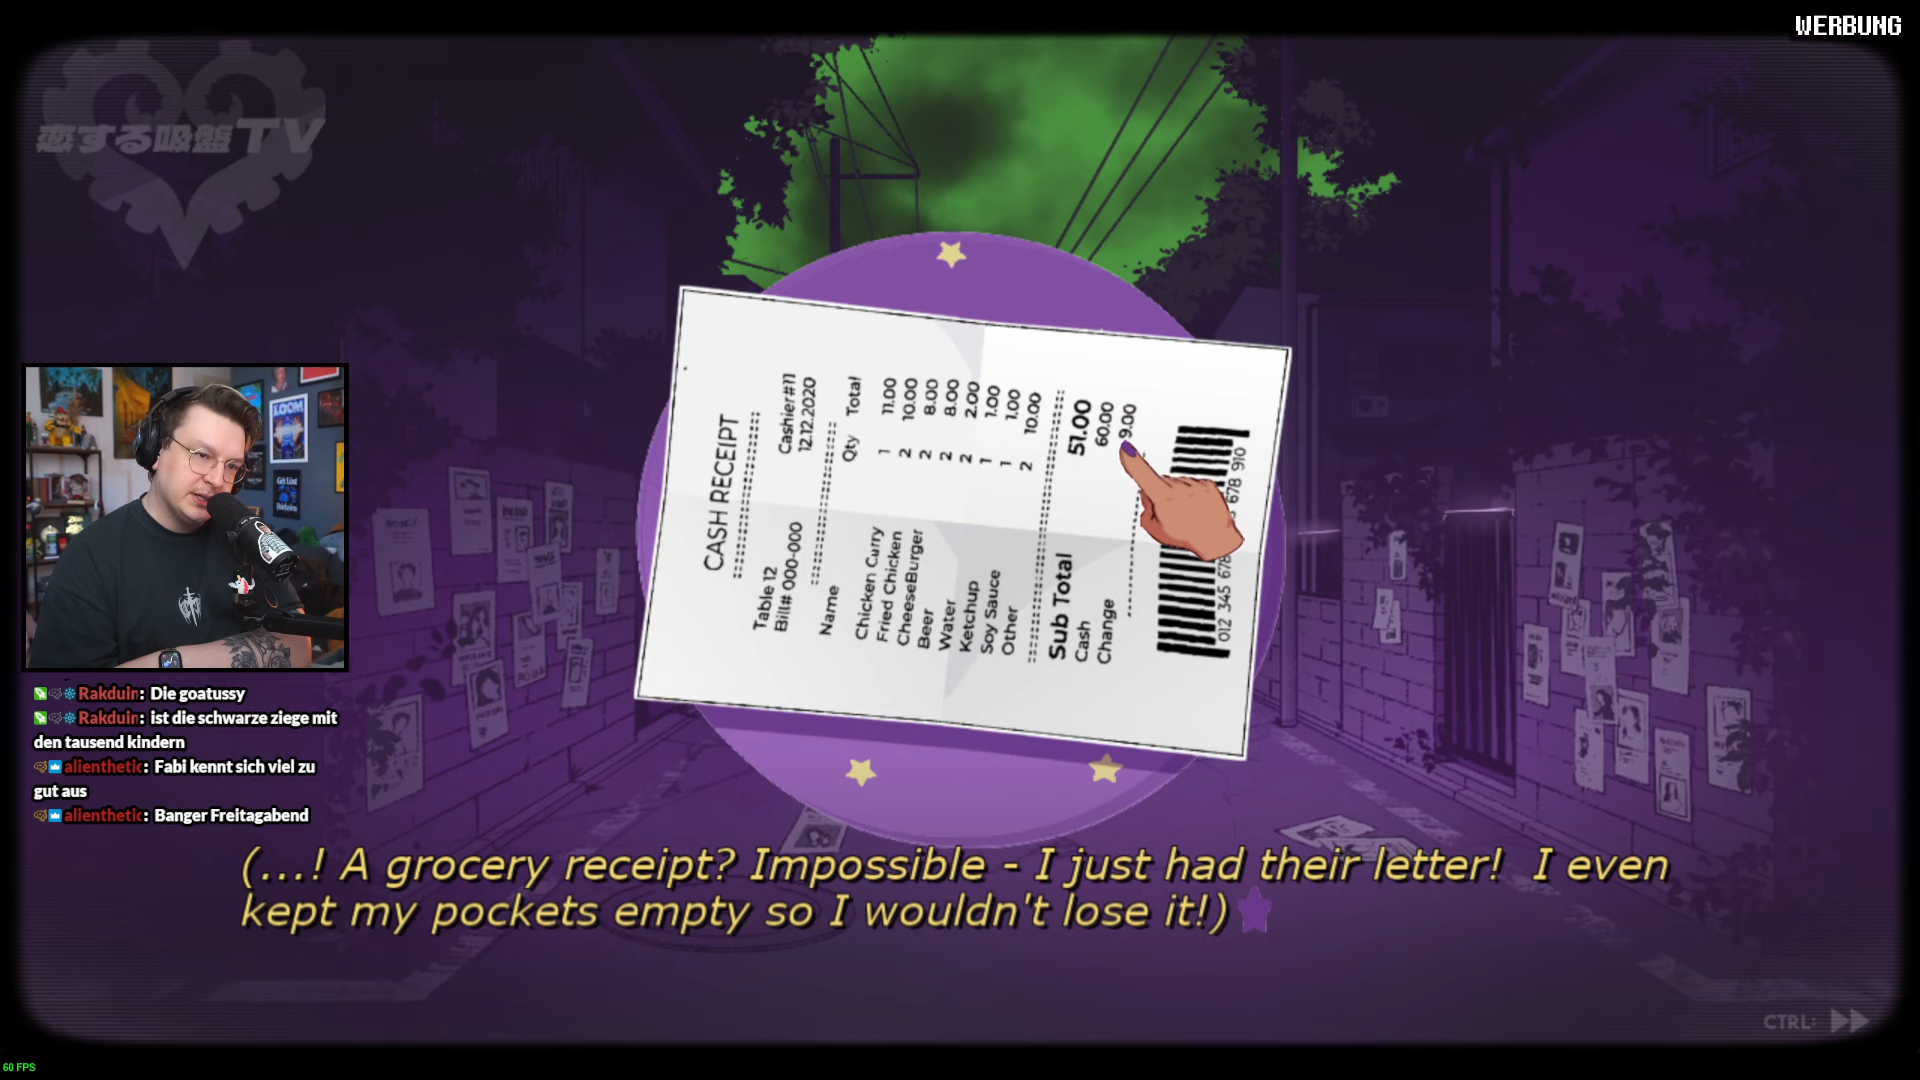 WERBUNG
恋する吸盤TV
CASH RECEIPT
Table 12 Cashier#11
Bill# 000-000 12.12.2020
Name Qty Total
Chicken Curry 1 11.00
Fried Chicken 2 10.00
CheeseBurger 2 8.00
Beer 2 8.00
Water 2 2.00
Ketchup 1 1.00
Soy Sauce 1 1.00
Other 2 10.00
Sub Total 51.00
Cash 60.00
Change 9.00
012 345 678 910
LOOM
Get Lost
Darkness
Rakduin: Die goatussy
Rakduin: ist die schwarze ziege mit
den tausend kindern
alienthetic: Fabi kennt sich viel zu
gut aus
alienthetic: Banger Freitagabend
(...! A grocery receipt? Impossible - I just had their letter! I even
kept my pockets empty so I wouldn't lose it!)
CTRL:
60 FPS